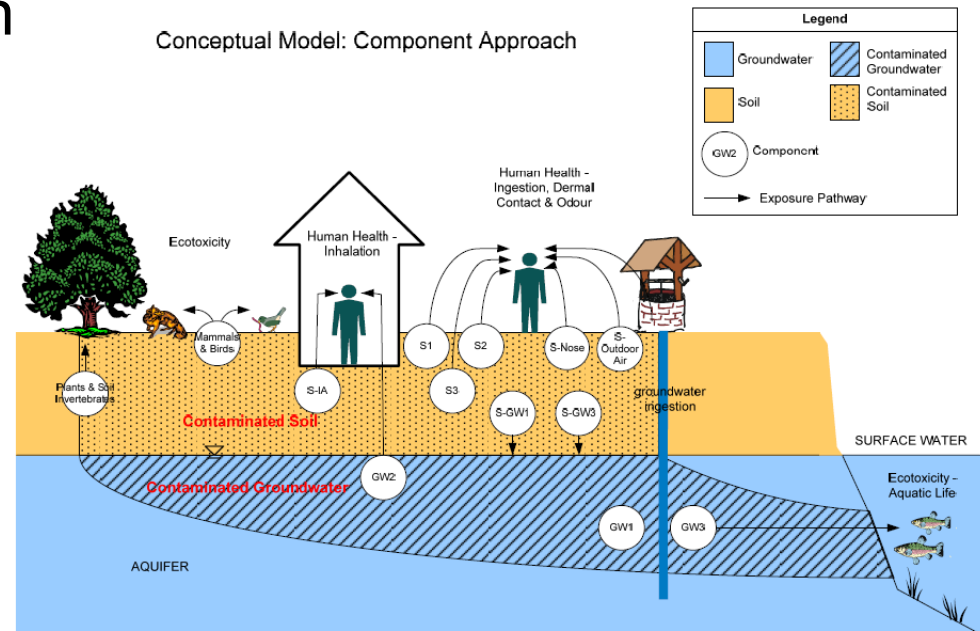 n
Conceptual Model: Component Approach
Legend
Groundwater
Contaminated
Groundwater
Soil
Contaminated
Soil
GW2
Component
Exposure Pathway
Human Health -
Ingestion, Dermal
Contact & Odour
Ecotoxicity
Human Health -
Inhalation
Mammals
& Birds
S1
S2
S-Nose
S-
Outdoor
Air
Plants & Soil
Invertebrates
S-IA
S3
groundwater
ingestion
S-GW1
S-GW3
Contaminated Soil
SURFACE WATER
GW2
Contaminated Groundwater
Ecotoxicity -
Aquatic Life
GW1
GW3
AQUIFER